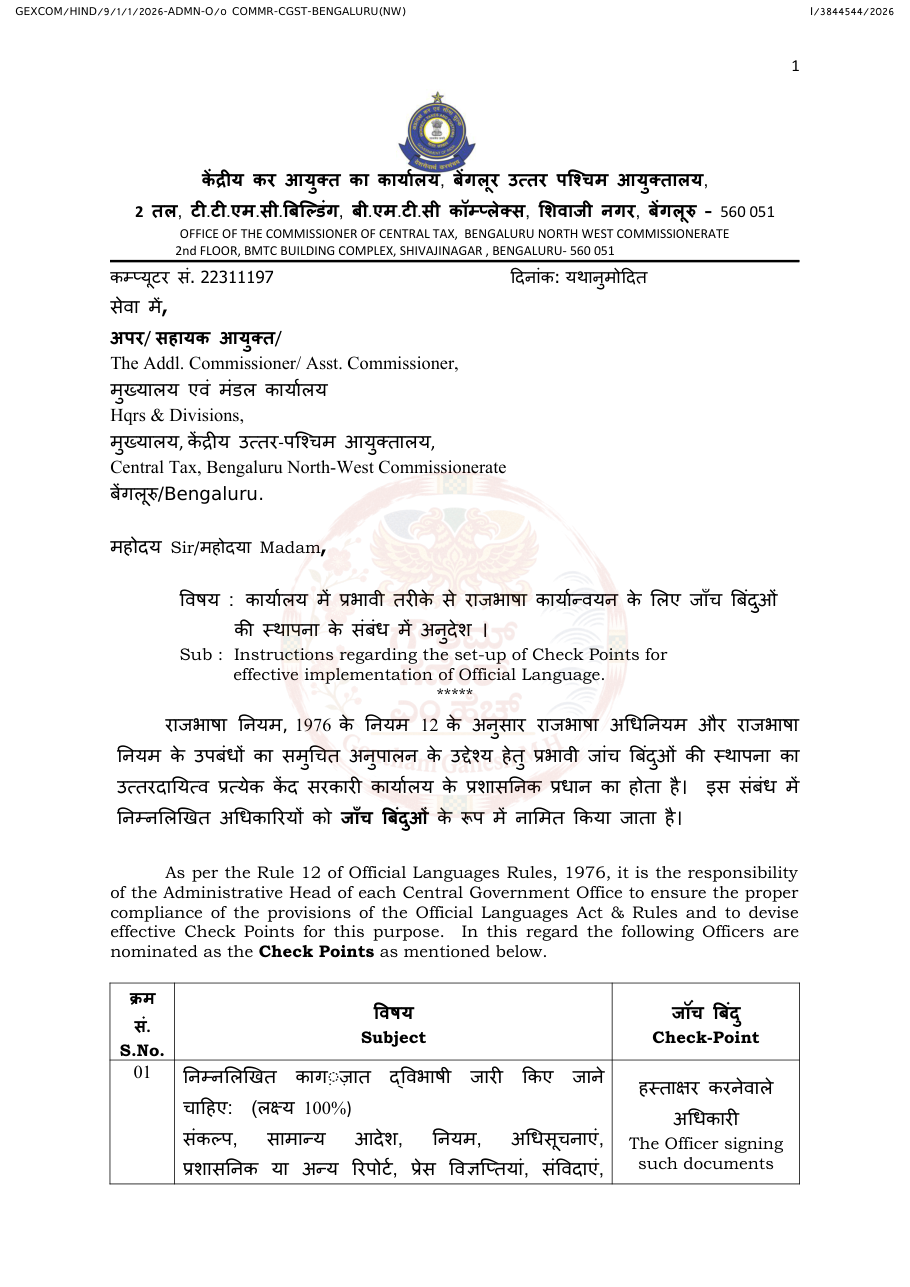 GEXCOM/HIND/9/1/1/2026-ADMN-O/o COMMR-CGST-BENGALURU(NW) I/3844544/2026
1
केंद्रीय कर आयुक्त का कार्यालय, बेंगलूर उत्तर पश्चिम आयुक्तालय,
2 तल, टी.टी.एम.सी.बिल्डिंग, बी.एम.टी.सी कॉम्प्लेक्स, शिवाजी नगर, बेंगलूरु – 560 051
OFFICE OF THE COMMISSIONER OF CENTRAL TAX, BENGALURU NORTH WEST COMMISSIONERATE
2nd FLOOR, BMTC BUILDING COMPLEX, SHIVAJINAGAR , BENGALURU- 560 051
कम्प्यूटर सं. 22311197 दिनांक: यथानुमोदित
सेवा में,
अपर/ सहायक आयुक्त/
The Addl. Commissioner/ Asst. Commissioner,
मुख्यालय एवं मंडल कार्यालय
Hqrs & Divisions,
मुख्यालय, केंद्रीय उत्तर-पश्चिम आयुक्तालय,
Central Tax, Bengaluru North-West Commissionerate
बेंगलूरु/Bengaluru.
महोदय Sir/महोदया Madam,
विषय : कार्यालय में प्रभावी तरीके से राजभाषा कार्यान्वयन के लिए जाँच बिंदुओं
की स्थापना के संबंध में अनुदेश ।
Sub : Instructions regarding the set-up of Check Points for
effective implementation of Official Language.
*****
राजभाषा नियम, 1976 के नियम 12 के अनुसार राजभाषा अधिनियम और राजभाषा
नियम के उपबंधों का समुचित अनुपालन के उद्देश्य हेतु प्रभावी जांच बिंदुओं की स्थापना का
उत्तरदायित्व प्रत्येक केंद सरकारी कार्यालय के प्रशासनिक प्रधान का होता है। इस संबंध में
निम्नलिखित अधिकारियों को जाँच बिंदुओं के रूप में नामित किया जाता है।
As per the Rule 12 of Official Languages Rules, 1976, it is the responsibility
of the Administrative Head of each Central Government Office to ensure the proper
compliance of the provisions of the Official Languages Act & Rules and to devise
effective Check Points for this purpose. In this regard the following Officers are
nominated as the Check Points as mentioned below.
क्रम
सं.
S.No.
विषय
Subject
जाँच बिंदु
Check-Point
01
निम्नलिखित काग़ज़ात द्विभाषी जारी किए जाने
चाहिए: (लक्ष्य 100%)
संकल्प, सामान्य आदेश, नियम, अधिसूचनाएं,
प्रशासनिक या अन्य रिपोर्ट, प्रेस विज्ञप्तियां, संविदाएं,
हस्ताक्षर करनेवाले
अधिकारी
The Officer signing
such documents